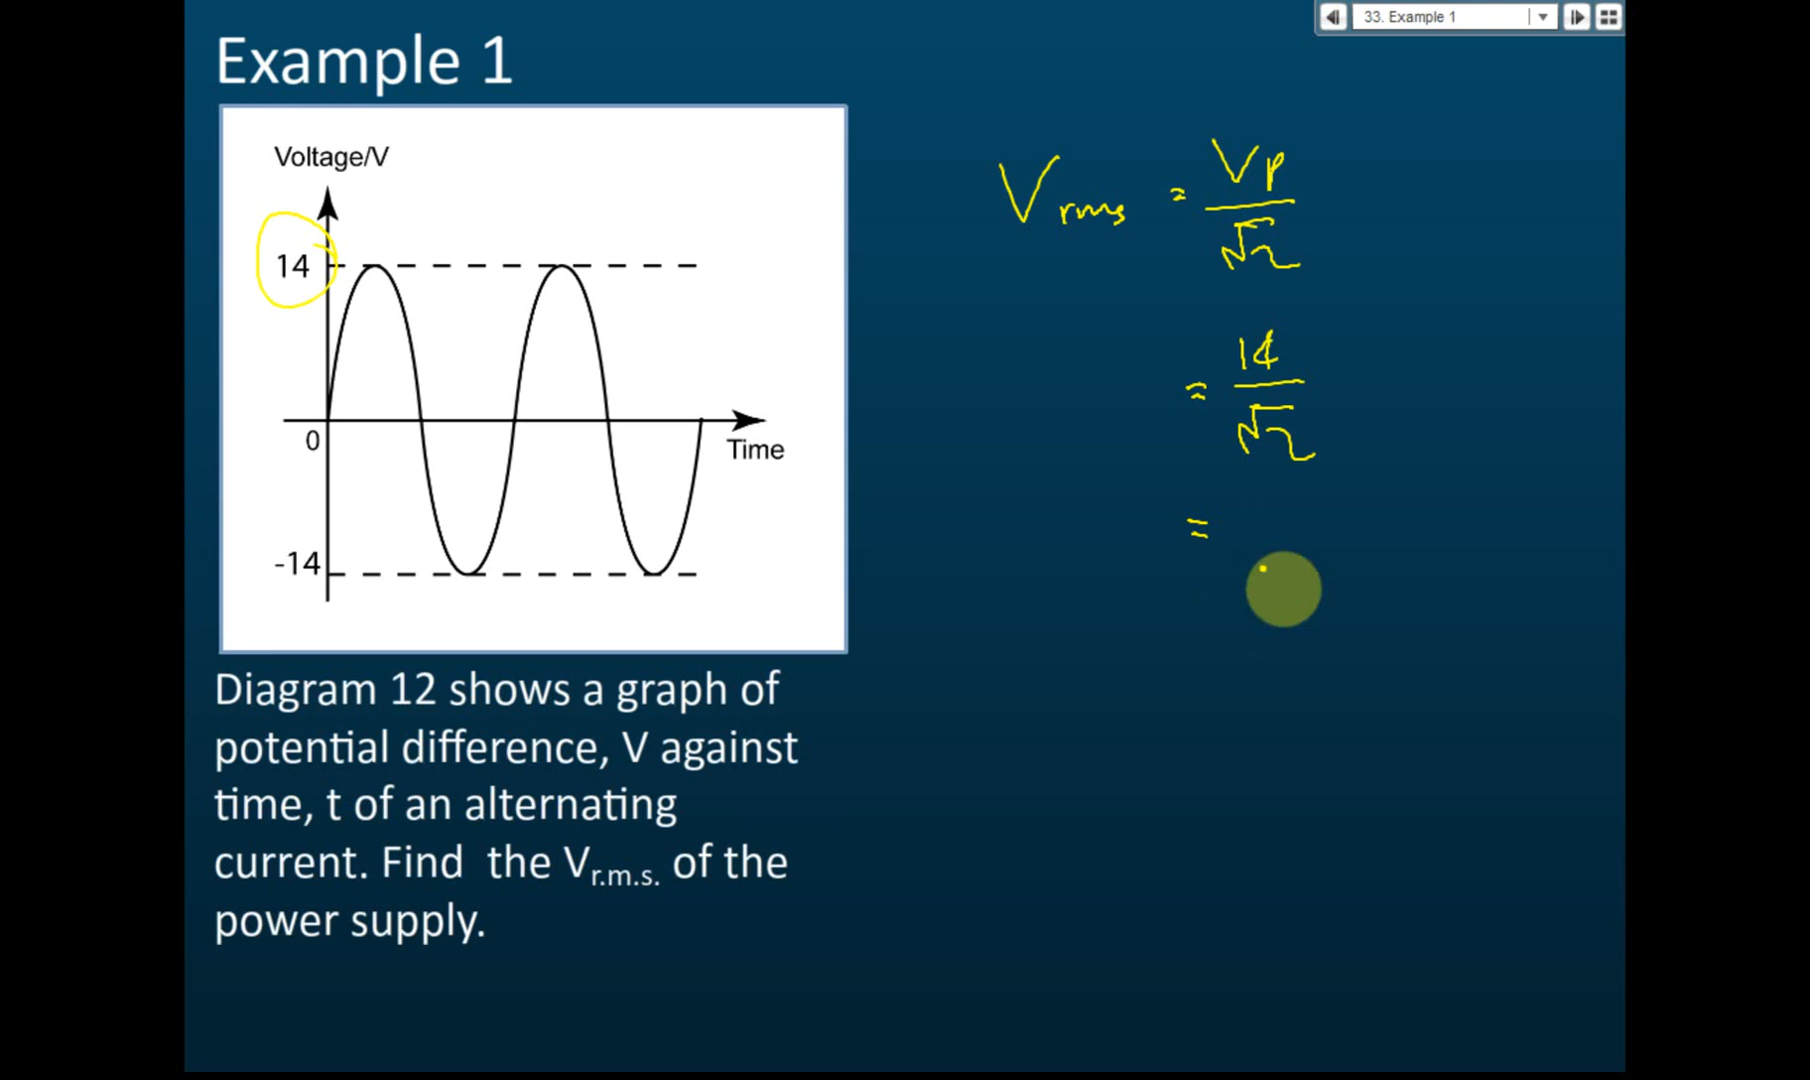 33. Example 1
Example 1
Voltage/V
14
0
Time
-14
Vrms = Vp/√2
= 14/√2
=
Diagram 12 shows a graph of
potential difference, V against
time, t of an alternating
current. Find the Vr.m.s. of the
power supply.